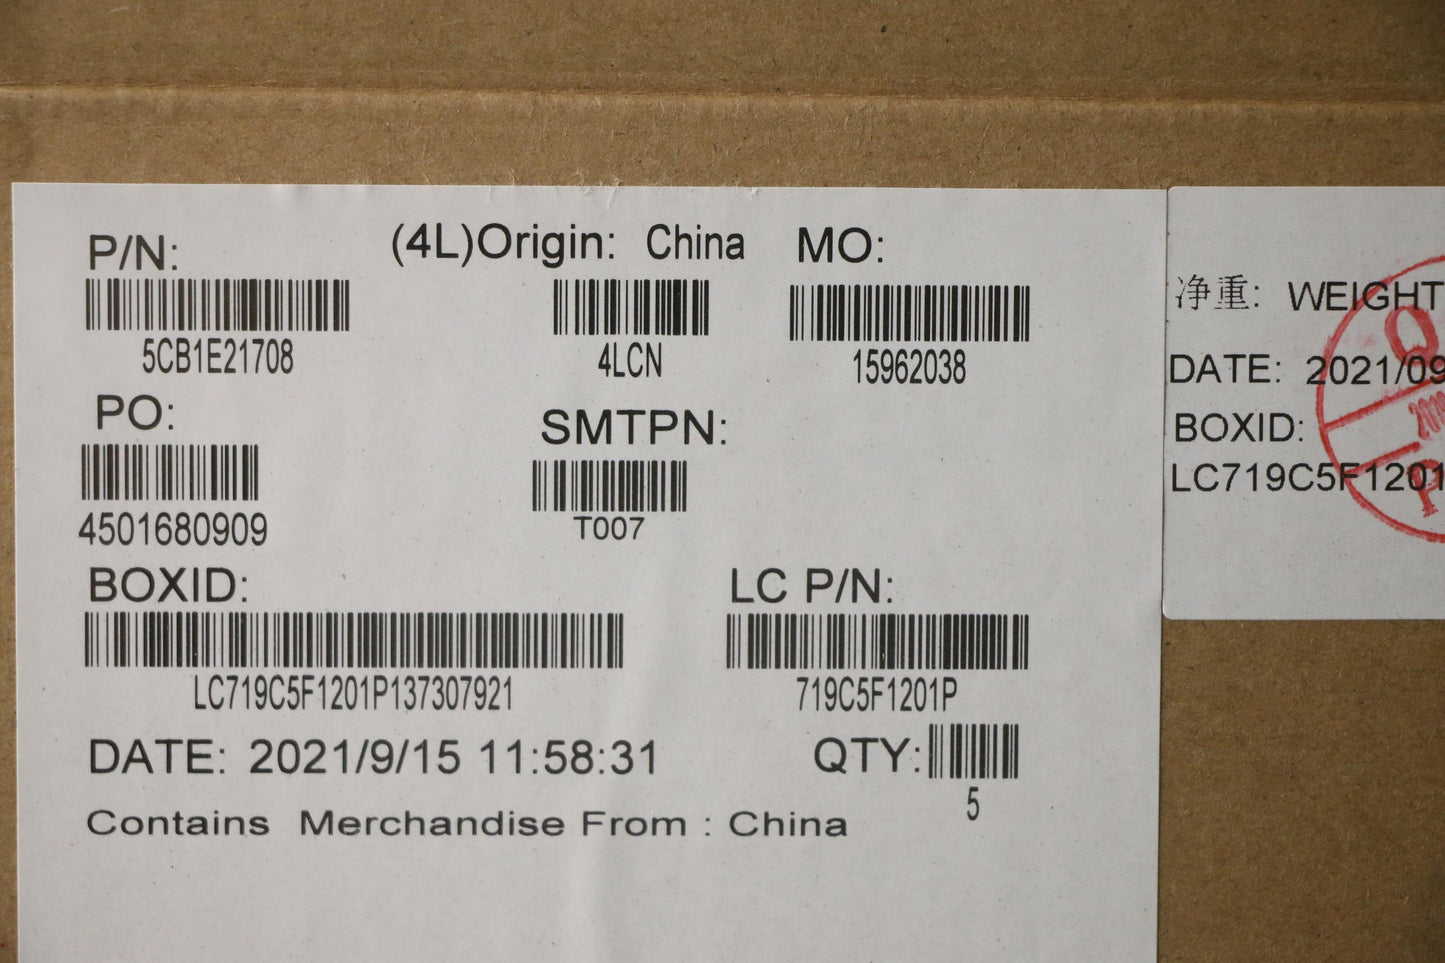 P/N:
5CB1E21708
(4L)Origin: China
4LCN
MO:
15962038
PO:
4501680909
SMTPN:
T007
BOXID:
LC719C5F1201P137307921
LC P/N:
719C5F1201P
DATE: 2021/9/15 11:58:31
QTY:
5
Contains Merchandise From : China
净重: WEIGHT
DATE: 2021/09
BOXID:
LC719C5F1201
Q
P